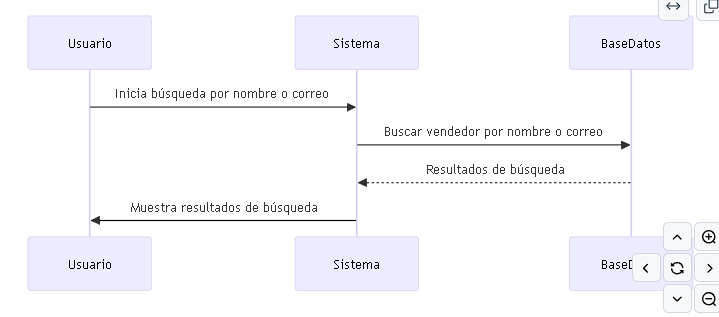 Usuario
Sistema
BaseDatos
Inicia búsqueda por nombre o correo
Buscar vendedor por nombre o correo
Resultados de búsqueda
Muestra resultados de búsqueda
Usuario
Sistema